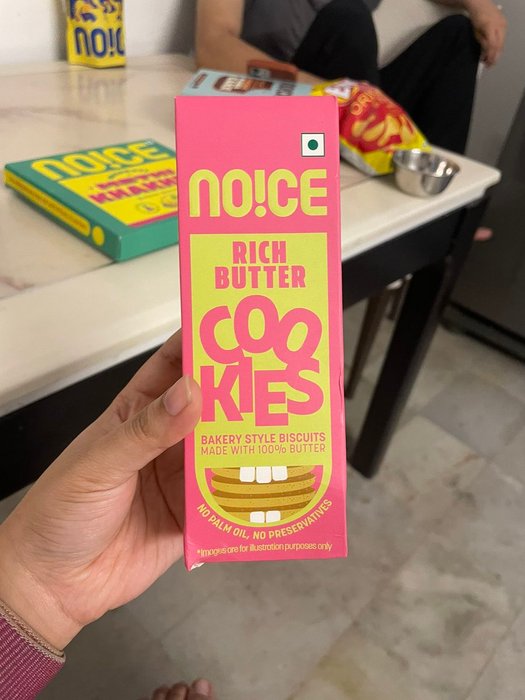 NO!CE
NO!CE
KHAKH
NO!CE
RICH
BUTTER
COO
KIES
BAKERY STYLE BISCUITS
MADE WITH 100% BUTTER
NO PALM OIL, NO PRESERVATIVES
*Images are for illustration purposes only